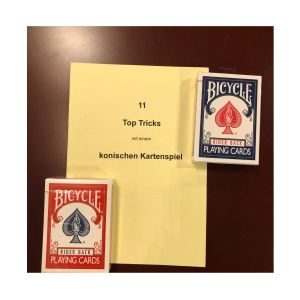 11
Top Tricks
mit einem
konischen Kartenspiel
BICYCLE
RIDER BACK
PLAYING CARDS
BICYCLE
RIDER BACK
PLAYING CARDS